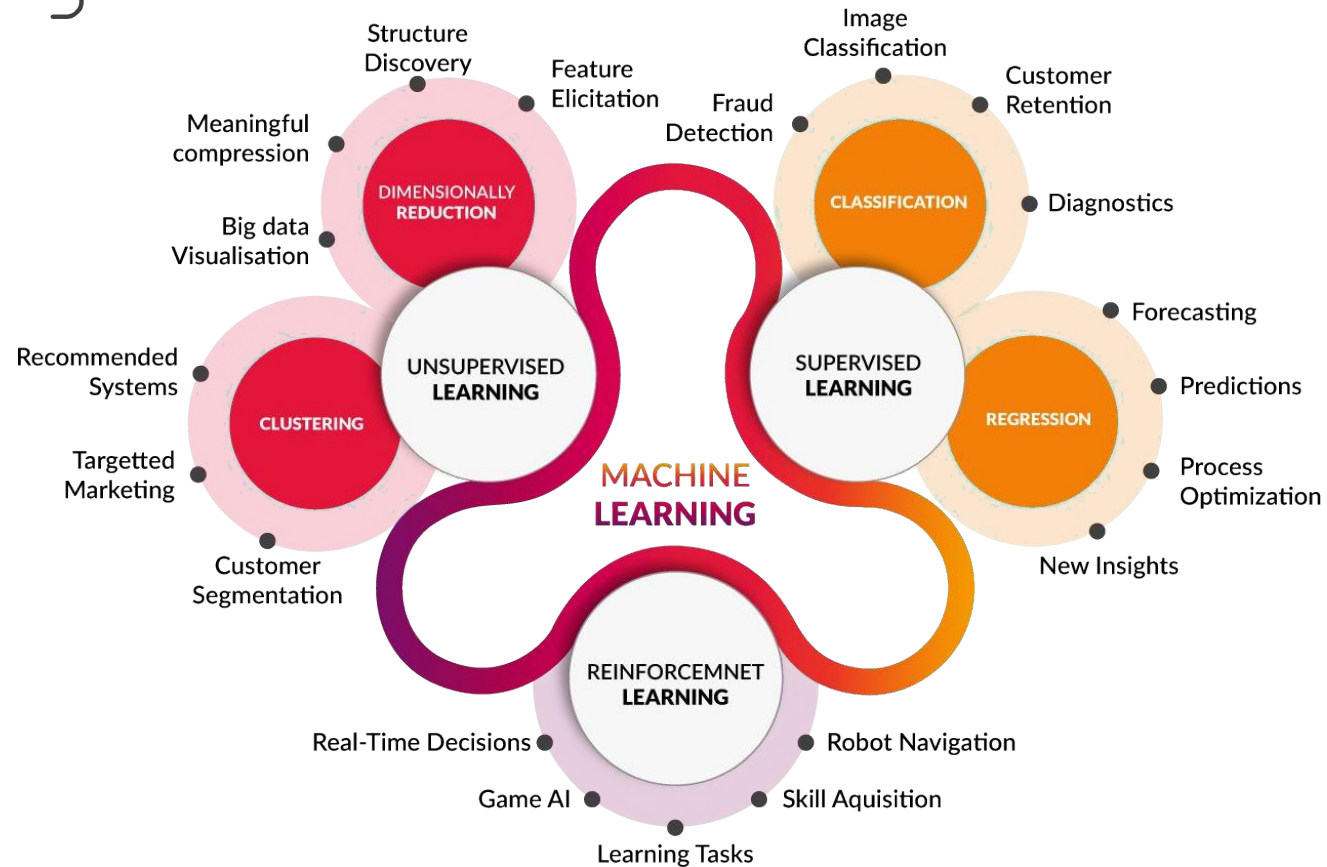 Structure
Discovery
Feature
Elicitation
Meaningful
compression
DIMENSIONALLY
REDUCTION
Big data
Visualisation
Recommended
Systems
CLUSTERING
Targetted
Marketing
Customer
Segmentation
UNSUPERVISED
LEARNING
Image
Classification
Customer
Retention
Fraud
Detection
CLASSIFICATION
Diagnostics
SUPERVISED
LEARNING
Forecasting
Predictions
REGRESSION
Process
Optimization
New Insights
MACHINE
LEARNING
REINFORCEMNET
LEARNING
Real-Time Decisions
Robot Navigation
Game AI
Skill Aquisition
Learning Tasks